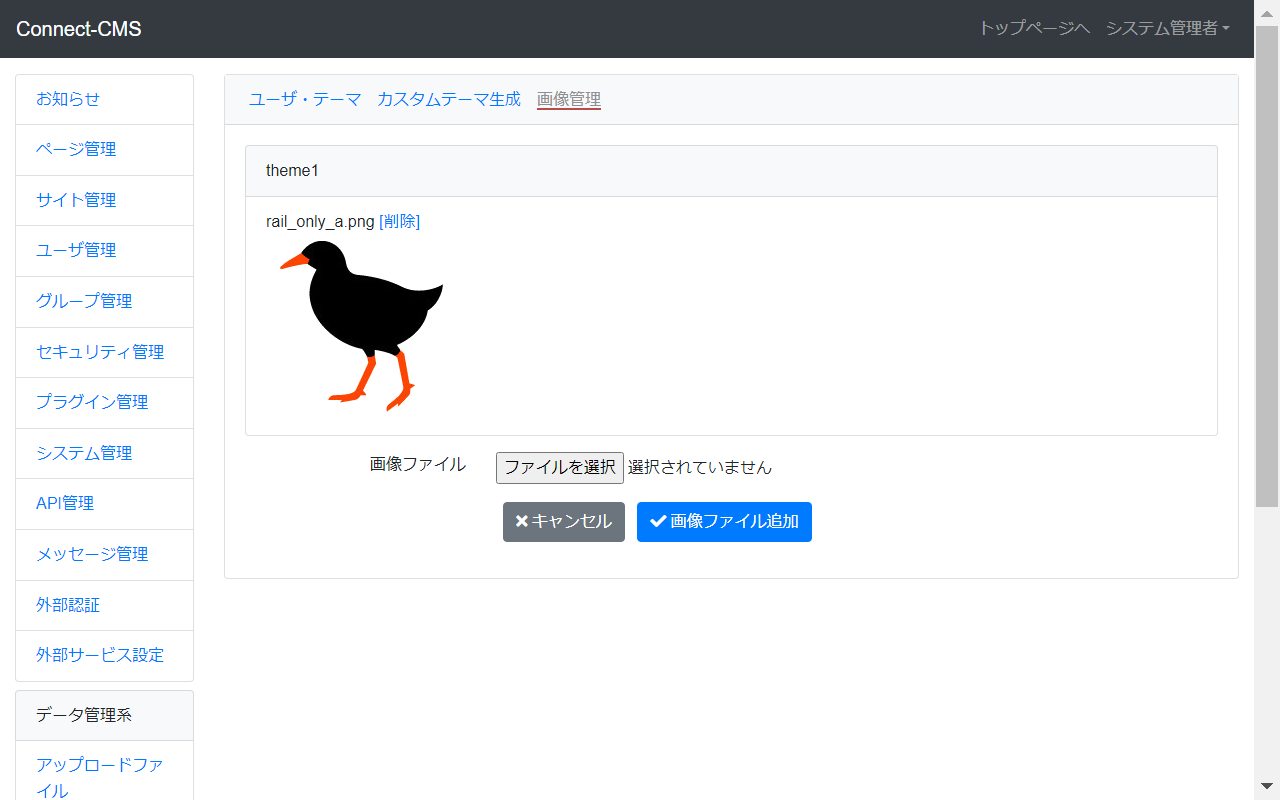 Connect-CMS
トップページへ システム管理者
お知らせ
ページ管理
サイト管理
ユーザ管理
グループ管理
セキュリティ管理
プラグイン管理
システム管理
API管理
メッセージ管理
外部認証
外部サービス設定
データ管理系
アップロードファ
イル
ユーザ・テーマ カスタムテーマ生成 画像管理
theme1
rail_only_a.png [削除]
画像ファイル ファイルを選択 選択されていません
キャンセル 画像ファイル追加